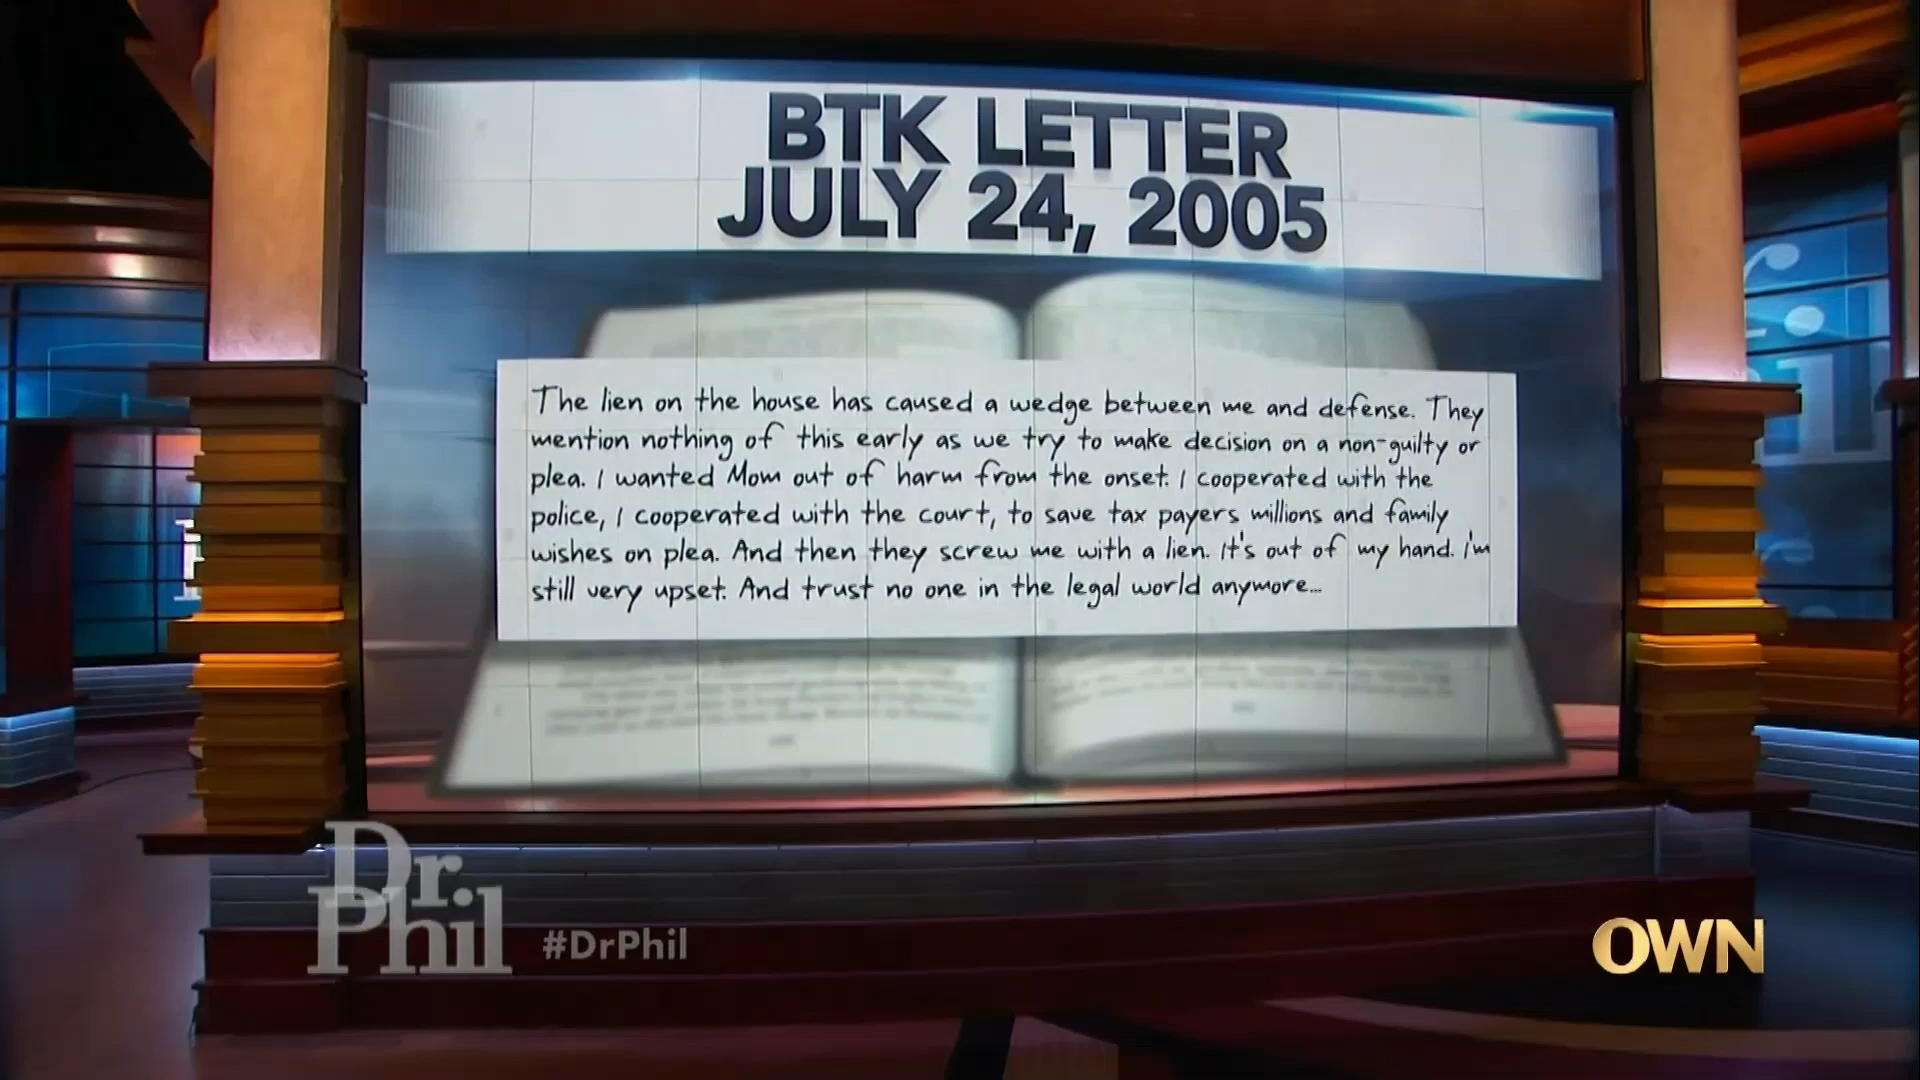 BTK LETTER
JULY 24, 2005
The lien on the house has caused a wedge between me and defense. They
mention nothing of this early as we try to make decision on a non-guilty or
plea. I wanted Mom out of harm from the onset. I cooperated with the
police, I cooperated with the court, to save tax payers millions and family
wishes on plea. And then they screw me with a lien. It's out of my hand. I'm
still very upset. And trust no one in the legal world anymore...
Dr.
Phil
#DrPhil
OWN